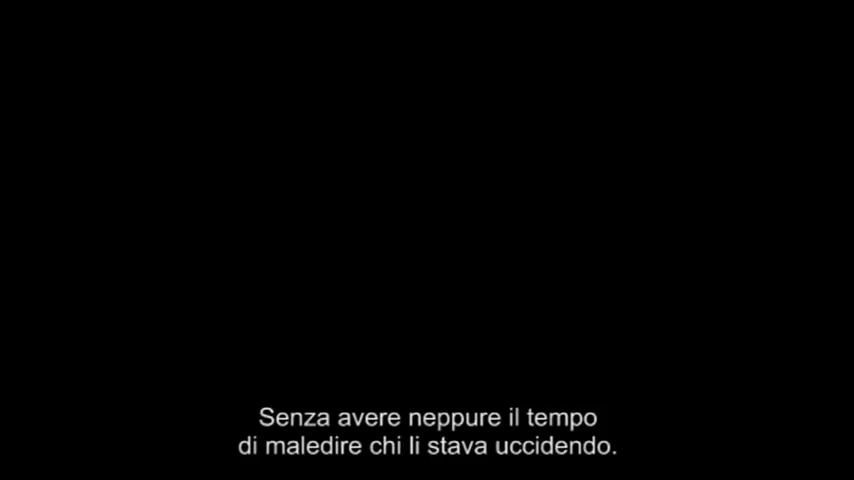 Senza avere neppure il tempo
di maledire chi li stava uccidendo.